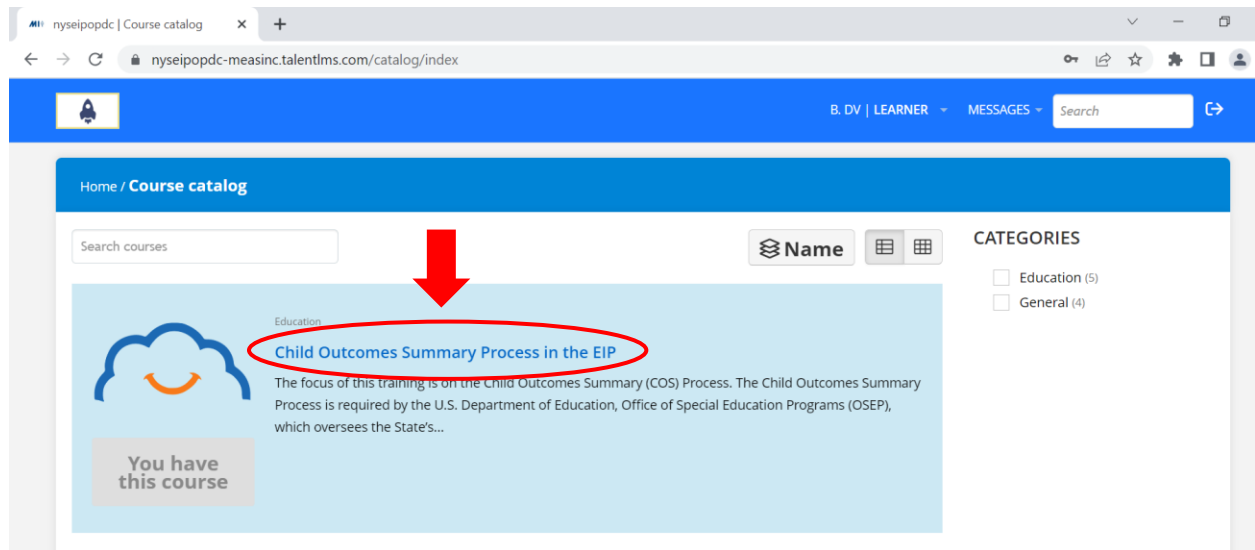 nyseipopdc | Course catalog
nyseipopdc-measinc.talentlms.com/catalog/index
B. DV | LEARNER MESSAGES Search
Home / Course catalog
Search courses
Name
CATEGORIES
Education (5)
General (4)
Education
Child Outcomes Summary Process in the EIP
The focus of this training is on the Child Outcomes Summary (COS) Process. The Child Outcomes Summary
Process is required by the U.S. Department of Education, Office of Special Education Programs (OSEP),
which oversees the State's...
You have
this course